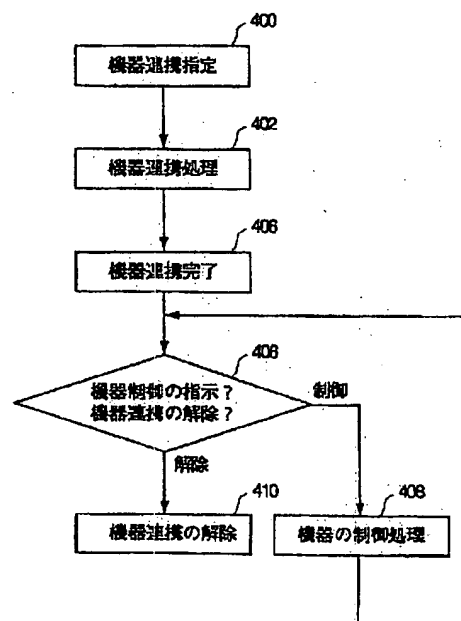 400
機器連携指定
402
機器連携処理
406
機器連携完了
406
機器制御の指示?
機器連携の解除?
制御
解除
410
機器連携の解除
408
機器の制御処理